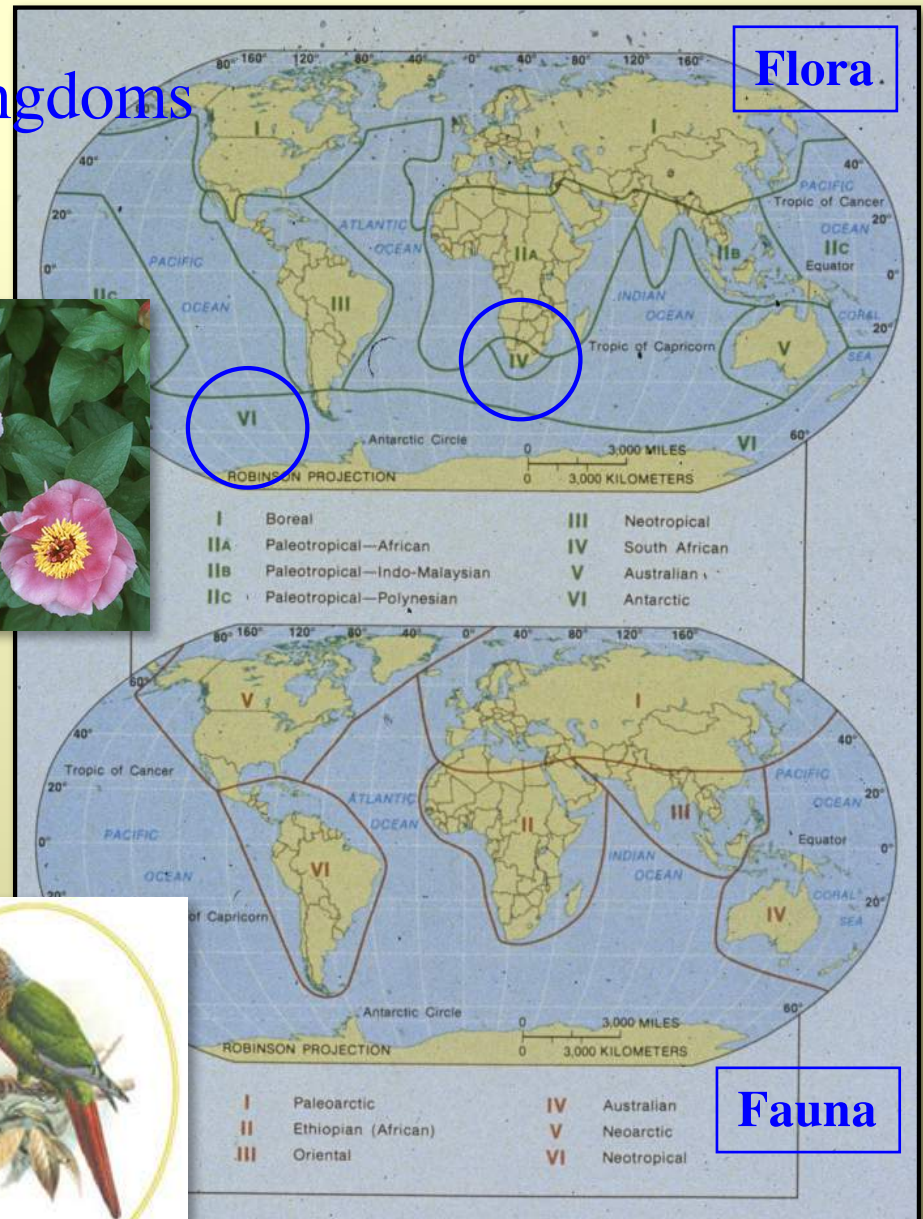 ngdoms
Flora
80° 160° 120° 80° 40° 0° 40° 80° 120° 160°
I
I
40°
40°
PACIFIC
Tropic of Cancer
20°
20°
ATLANTIC
OCEAN
OCEAN
PACIFIC
IIA
IIB
IIC
0°
Equator
0°
IIC
III
INDIAN
OCEAN
OCEAN
CORAL
20°
Tropic of Capricorn
V
IV
SEA
VI
Antarctic Circle
VI
60°
0 3,000 MILES
ROBINSON PROJECTION
0 3,000 KILOMETERS
I Boreal
IIA Paleotropical—African
IIB Paleotropical—Indo-Malaysian
IIC Paleotropical—Polynesian
III Neotropical
IV South African
V Australian
VI Antarctic
80° 160° 120° 80° 40° 0° 40° 80° 120° 160°
60°
V
I
40°
40°
Tropic of Cancer
PACIFIC
20°
20°
ATLANTIC
OCEAN
III
II
OCEAN
PACIFIC
Equator
0°
0°
INDIAN
VI
OCEAN
OCEAN
CORAL
20°
20°
of Capricorn
IV
SEA
Antarctic Circle
60°
0 3,000 MILES
ROBINSON PROJECTION
0 3,000 KILOMETERS
I Paleoarctic
II Ethiopian (African)
III Oriental
IV Australian
V Neoarctic
VI Neotropical
Fauna